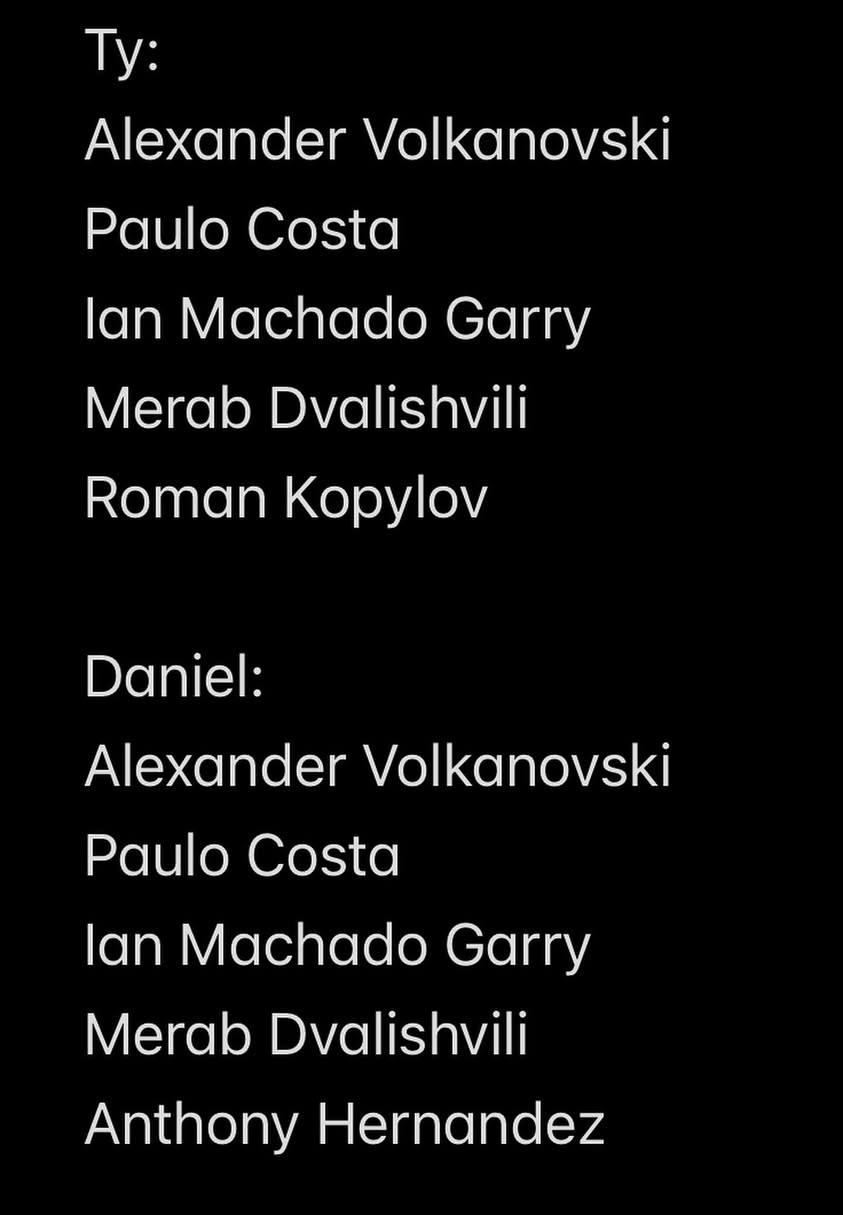 Ty:
Alexander Volkanovski
Paulo Costa
Ian Machado Garry
Merab Dvalishvili
Roman Kopylov
Daniel:
Alexander Volkanovski
Paulo Costa
Ian Machado Garry
Merab Dvalishvili
Anthony Hernandez